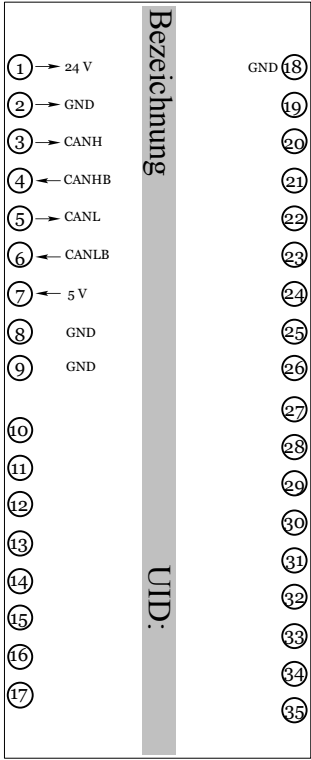 1 24 V
2 GND
3 CANH
4 CANHB
5 CANL
6 CANLB
7 5 V
8 GND
9 GND
10
11
12
13
14
15
16
17
Bezeichnung
UID:
GND 18
19
20
21
22
23
24
25
26
27
28
29
30
31
32
33
34
35